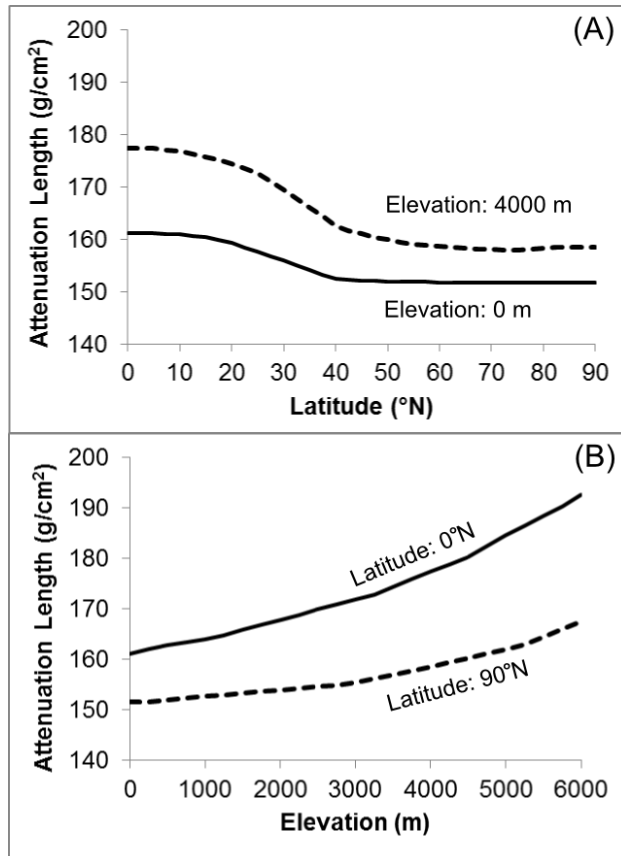 (A)
200
190
180
170
160
150
140
Attenuation Length (g/cm²)
Elevation: 4000 m
Elevation: 0 m
0 10 20 30 40 50 60 70 80 90
Latitude (°N)
(B)
200
190
180
170
160
150
140
Attenuation Length (g/cm²)
Latitude: 0°N
Latitude: 90°N
0 1000 2000 3000 4000 5000 6000
Elevation (m)